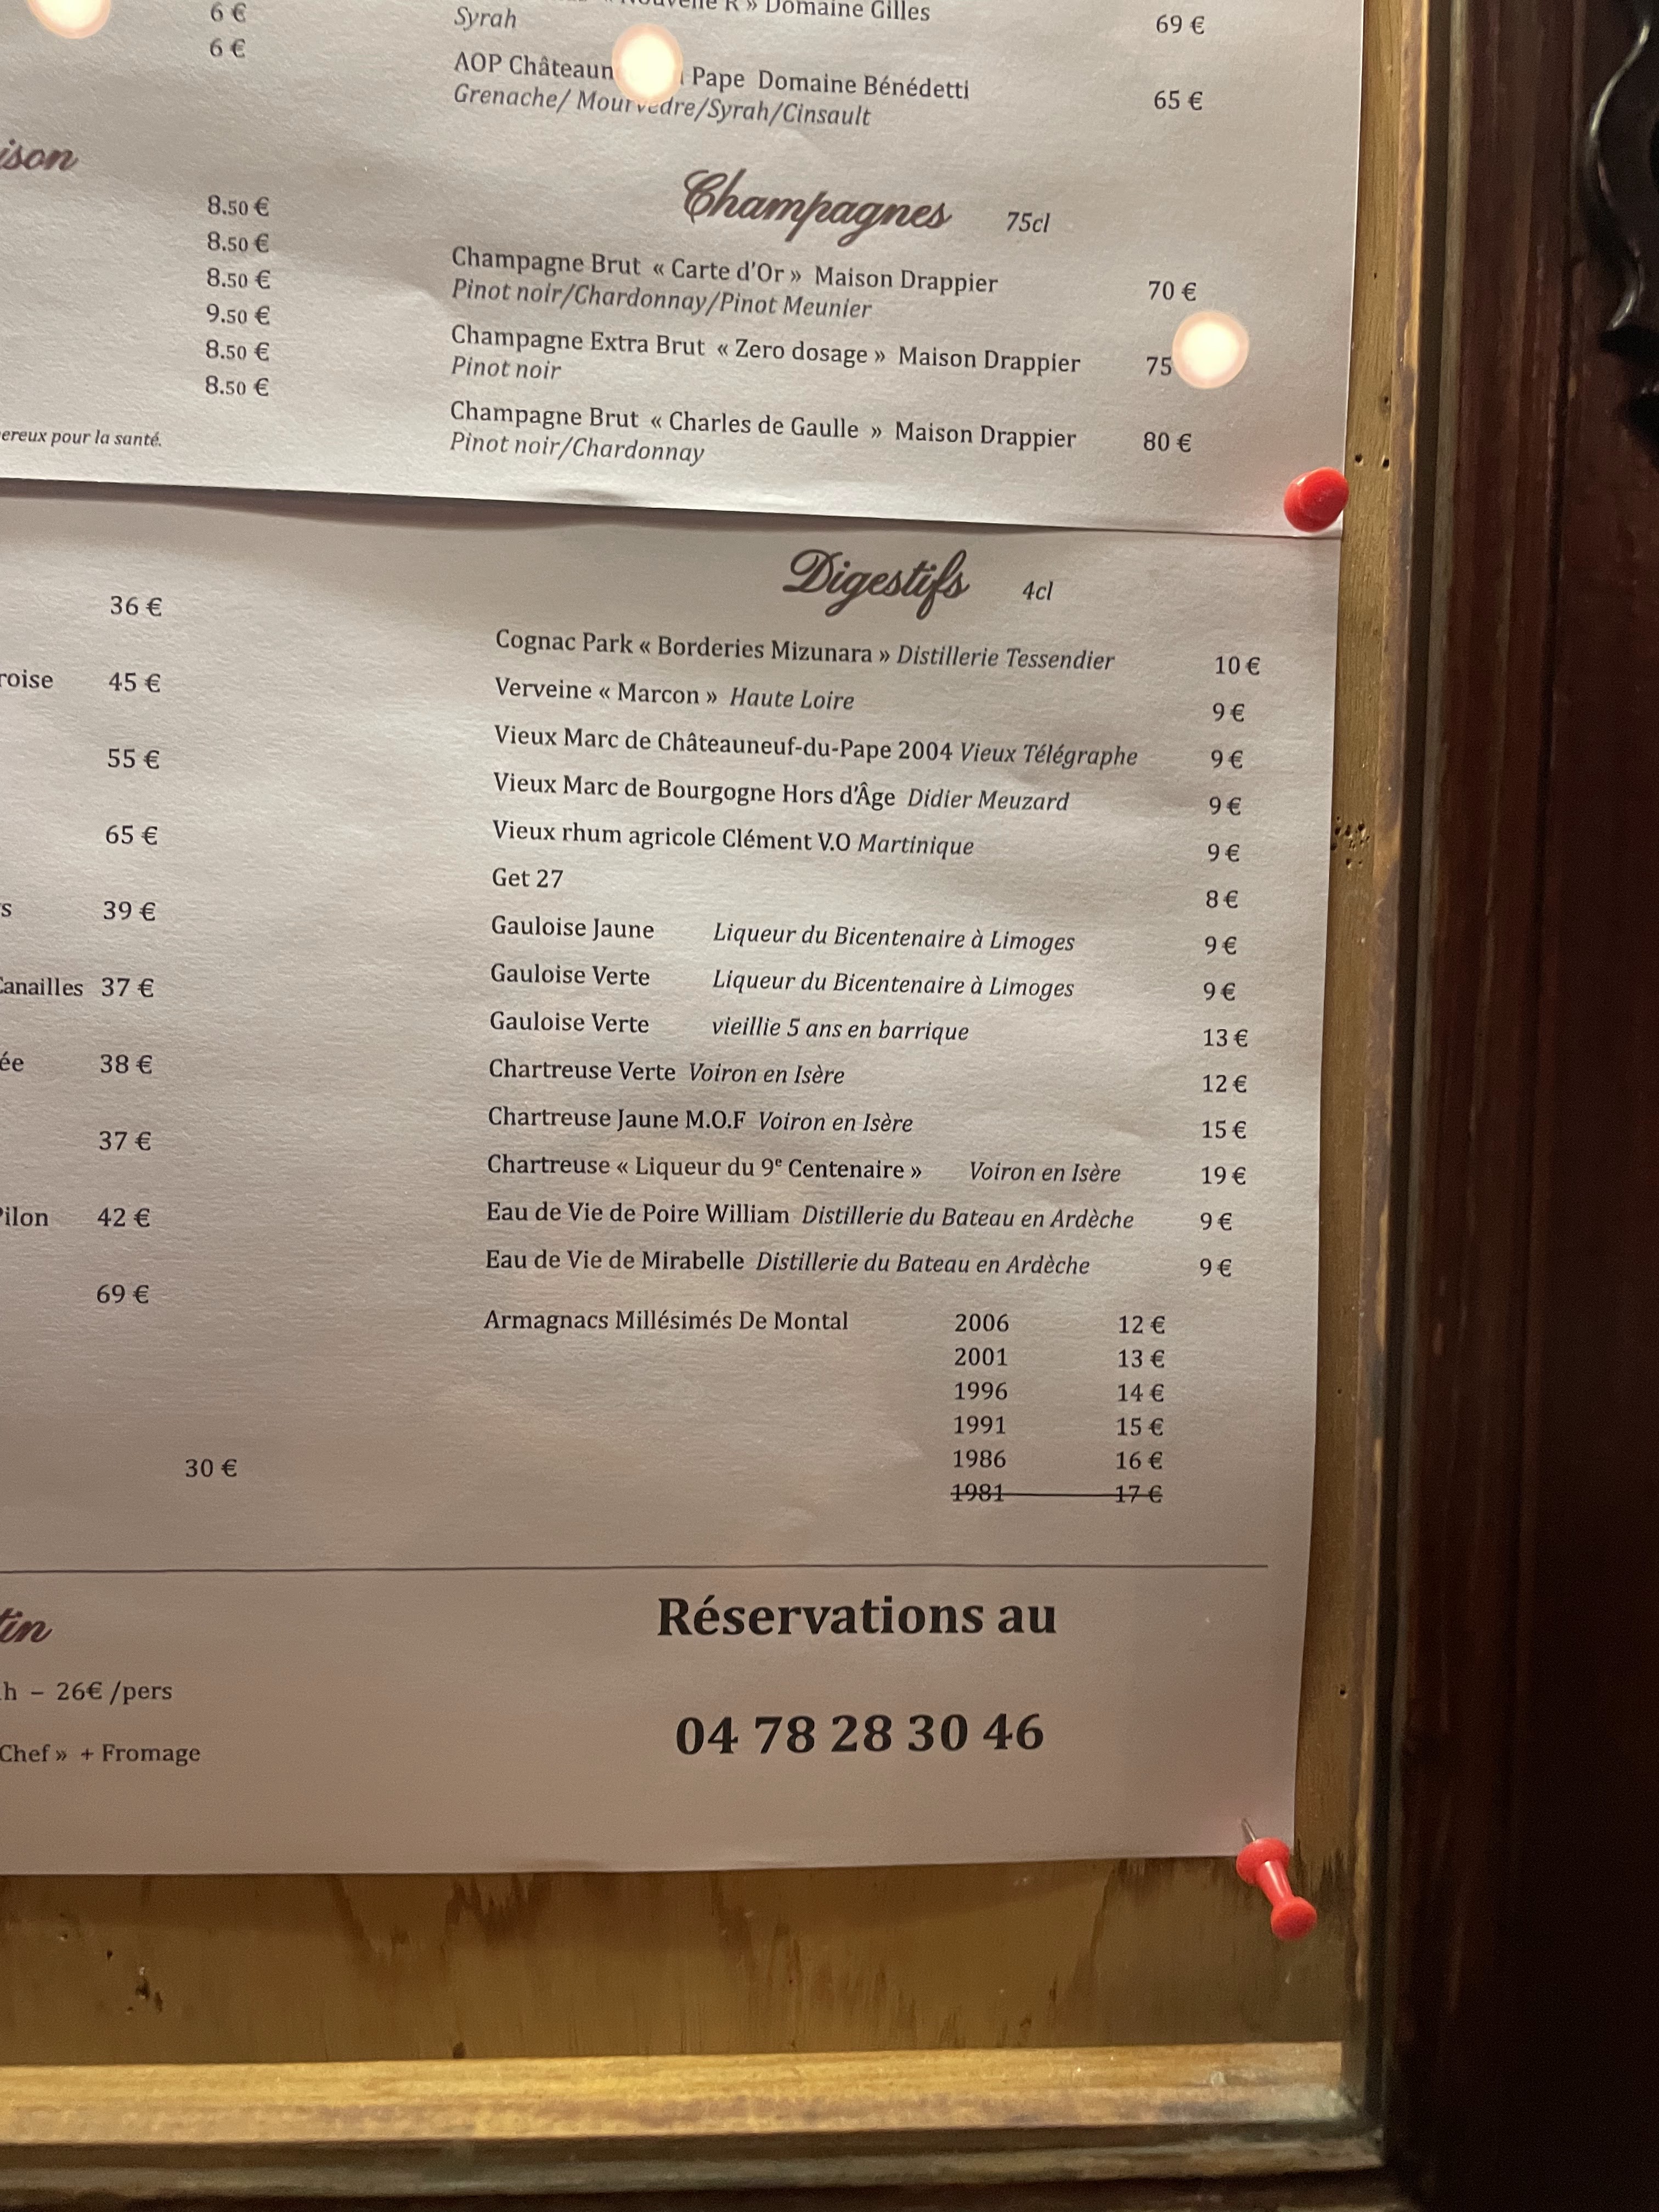 6 €
6 €
Domaine Gilles 69 €
Syrah
AOP Pape Domaine Bénédetti 65 €
Grenache/ Mourvèdre/Syrah/Cinsault
8.50 €
8.50 €
8.50 €
9.50 €
8.50 €
8.50 €
pour la santé.
Champagnes 75cl
Champagne Brut « Carte d'Or » Maison Drappier 70 €
Pinot noir/Chardonnay/Pinot Meunier
Champagne Extra Brut « Zero dosage » Maison Drappier 75
Pinot noir
Champagne Brut « Charles de Gaulle » Maison Drappier 80 €
Pinot noir/Chardonnay
36 €
45 €
55 €
65 €
39 €
Canailles 37 €
38 €
37 €
42 €
69 €
30 €
Digestifs 4cl
Cognac Park « Borderies Mizunara » Distillerie Tessendier 10 €
Verveine « Marcon » Haute Loire 9 €
Vieux Marc de Châteauneuf-du-Pape 2004 Vieux Télégraphe 9 €
Vieux Marc de Bourgogne Hors d'Âge Didier Meuzard 9 €
Vieux rhum agricole Clément V.O Martinique 9 €
Get 27 8 €
Gauloise Jaune Liqueur du Bicentenaire à Limoges 9 €
Gauloise Verte Liqueur du Bicentenaire à Limoges 9 €
Gauloise Verte vieillie 5 ans en barrique 13 €
Chartreuse Verte Voiron en Isère 12 €
Chartreuse Jaune M.O.F Voiron en Isère 15 €
Chartreuse « Liqueur du 9e Centenaire » Voiron en Isère 19 €
Eau de Vie de Poire William Distillerie du Bateau en Ardèche 9 €
Eau de Vie de Mirabelle Distillerie du Bateau en Ardèche 9 €
Armagnacs Millésimés De Montal 2006 12 €
2001 13 €
1996 14 €
1991 15 €
1986 16 €
1981 17 €
h – 26€ /pers
Chef » + Fromage
Réservations au
04 78 28 30 46